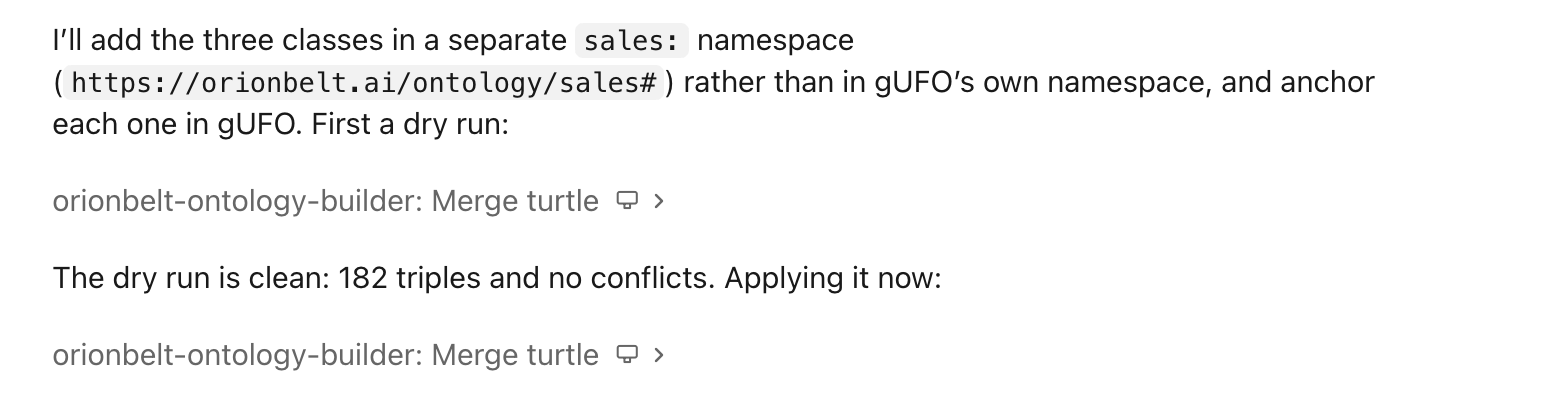 I’ll add the three classes in a separate sales: namespace
(https://orionbelt.ai/ontology/sales#) rather than in gUFO’s own namespace, and anchor
each one in gUFO. First a dry run:
orionbelt-ontology-builder: Merge turtle
The dry run is clean: 182 triples and no conflicts. Applying it now:
orionbelt-ontology-builder: Merge turtle